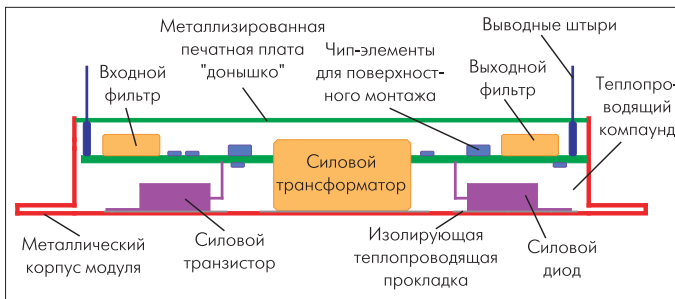 Металлизированная
печатная плата
"донышко"
Выводные штыри
Входной
фильтр
Чип-элементы
для поверхност-
ного монтажа
Выходной
фильтр
Теплопро-
водящий
компаунд
Силовой
трансформатор
Металлический
корпус модуля
Силовой
транзистор
Изолирующая
теплопроводящая
прокладка
Силовой
диод